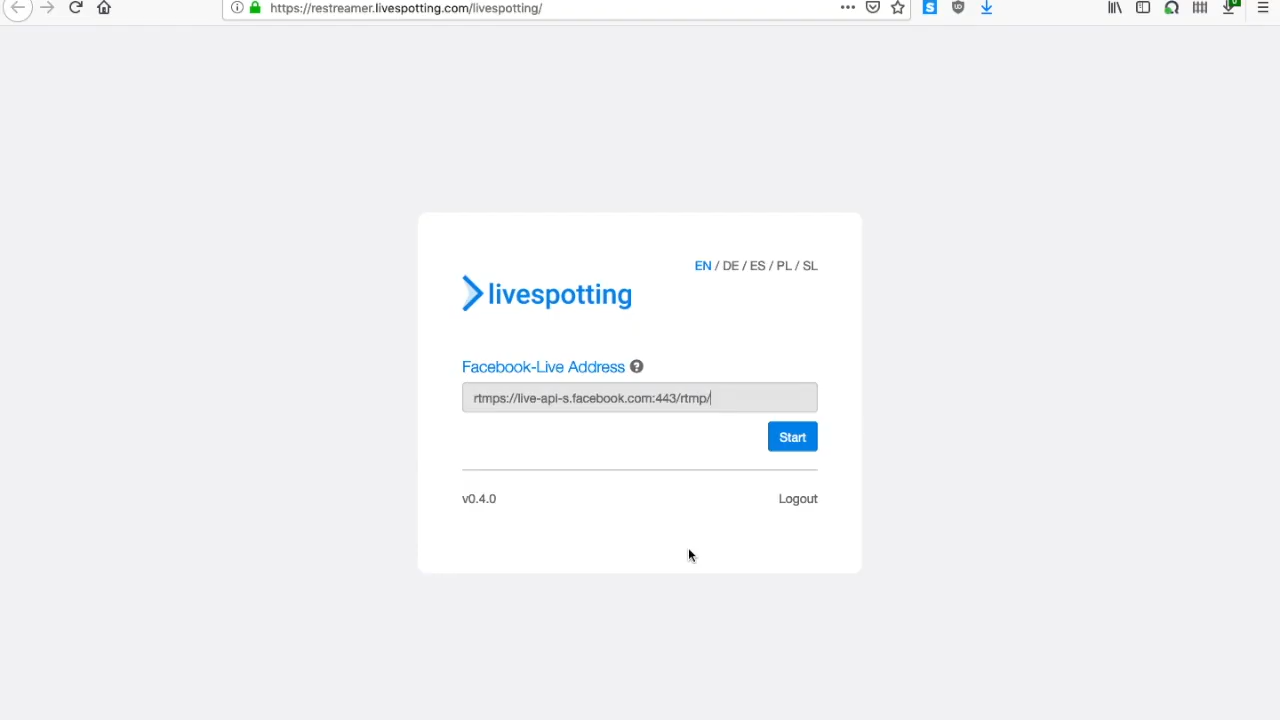 https://restreamer.livespotting.com/livespotting/
EN / DE / ES / PL / SL
livespotting
Facebook-Live Address
rtmps://live-api-s.facebook.com:443/rtmp/
Start
v0.4.0
Logout